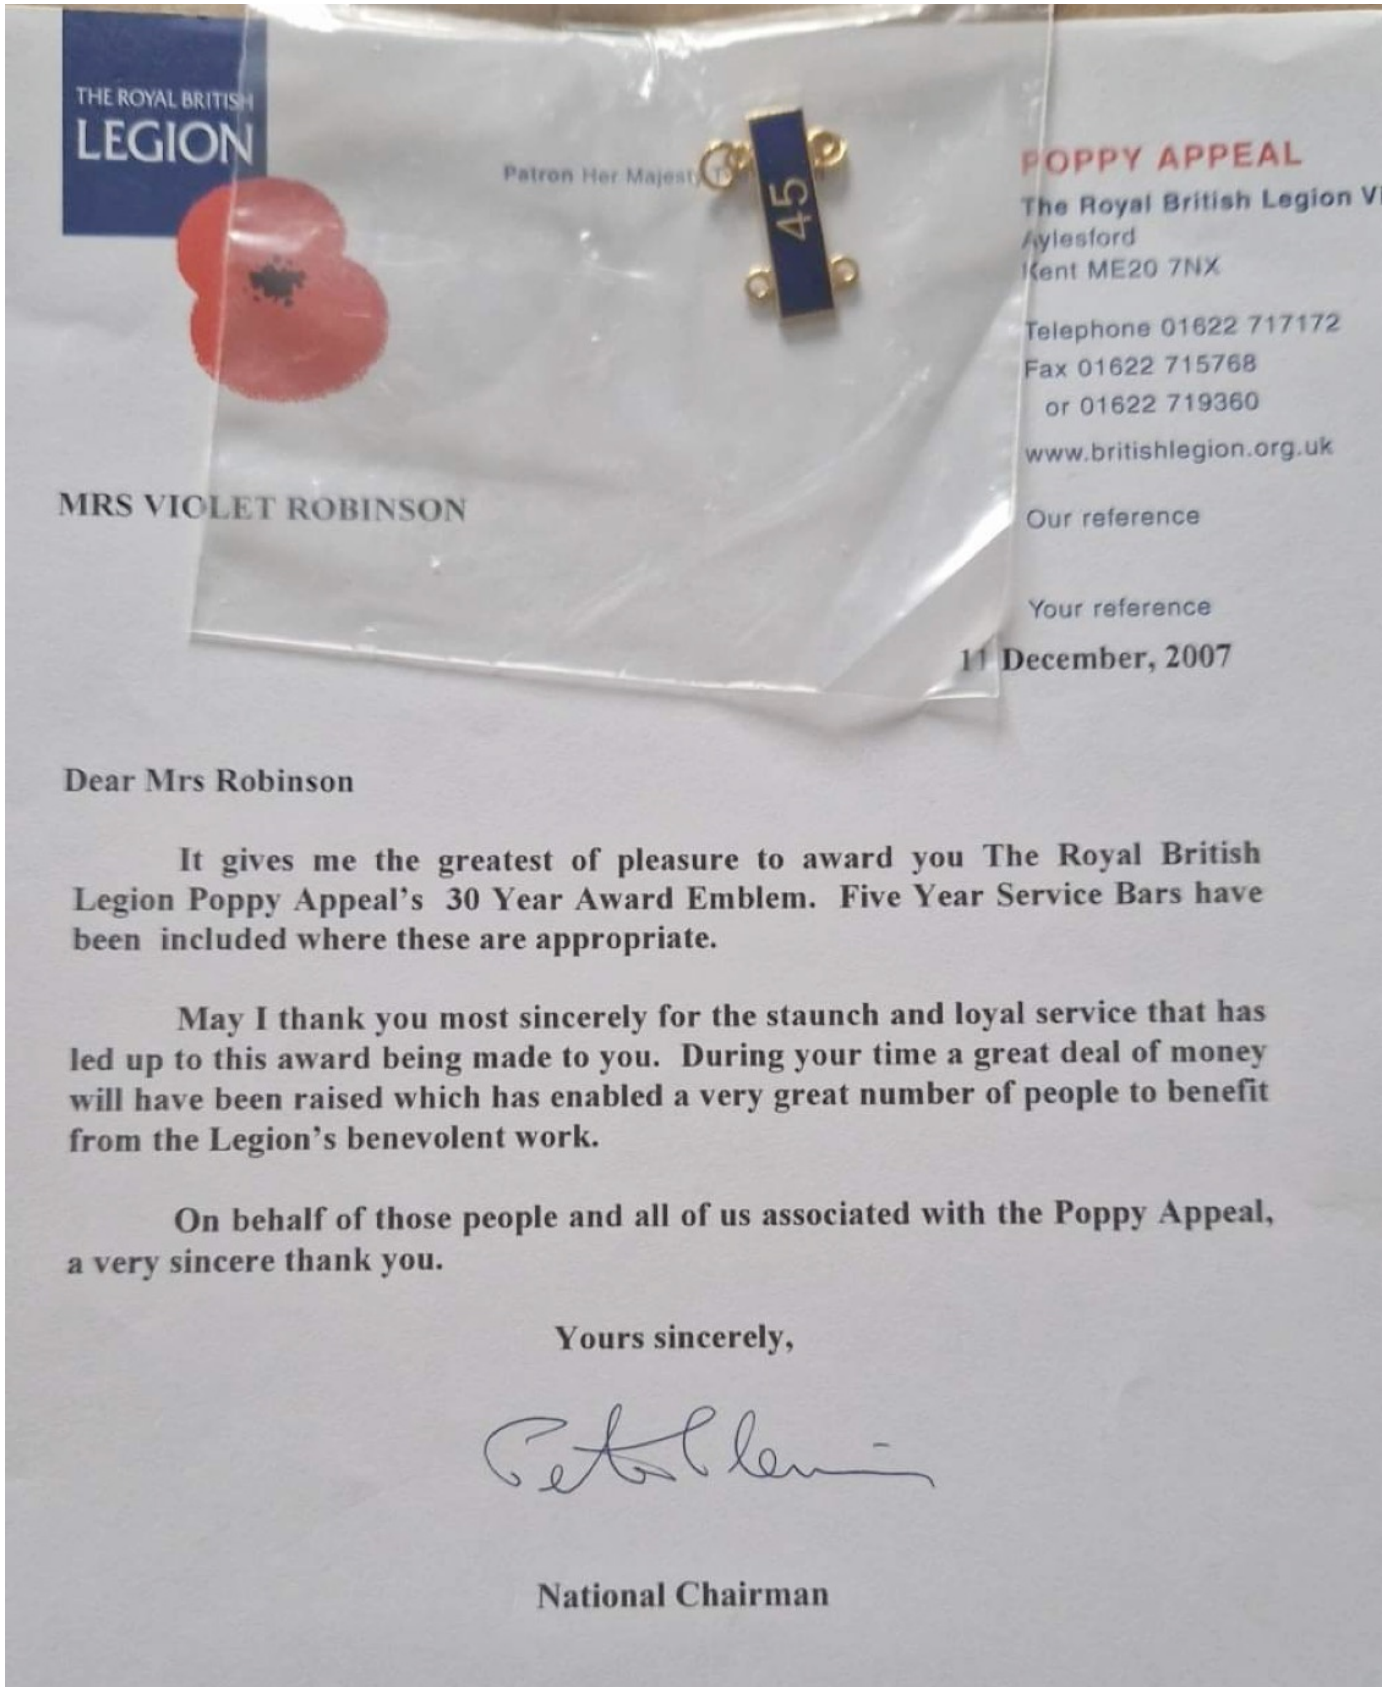 THE ROYAL BRITISH
LEGION
Patron Her Majesty
45
POPPY APPEAL
The Royal British Legion
Aylesford
Kent ME20 7NX
Telephone 01622 717172
Fax 01622 715768
or 01622 719360
www.britishlegion.org.uk
MRS VIOLET ROBINSON
Our reference
Your reference
11 December, 2007
Dear Mrs Robinson
It gives me the greatest of pleasure to award you The Royal British
Legion Poppy Appeal's 30 Year Award Emblem. Five Year Service Bars have
been included where these are appropriate.
May I thank you most sincerely for the staunch and loyal service that has
led up to this award being made to you. During your time a great deal of money
will have been raised which has enabled a very great number of people to benefit
from the Legion's benevolent work.
On behalf of those people and all of us associated with the Poppy Appeal,
a very sincere thank you.
Yours sincerely,
National Chairman